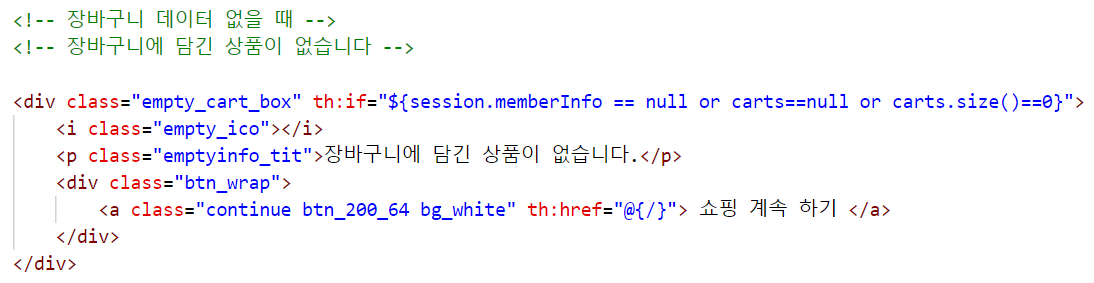 <!-- 장바구니 데이터 없을 때 -->
<!-- 장바구니에 담긴 상품이 없습니다 -->
<div class="empty_cart_box" th:if="${session.memberInfo == null or carts==null or carts.size()==0}">
<i class="empty_ico"></i>
<p class="emptyinfo_tit">장바구니에 담긴 상품이 없습니다.</p>
<div class="btn_wrap">
<a class="continue btn_200_64 bg_white" th:href="@{/}"> 쇼핑 계속 하기 </a>
</div>
</div>